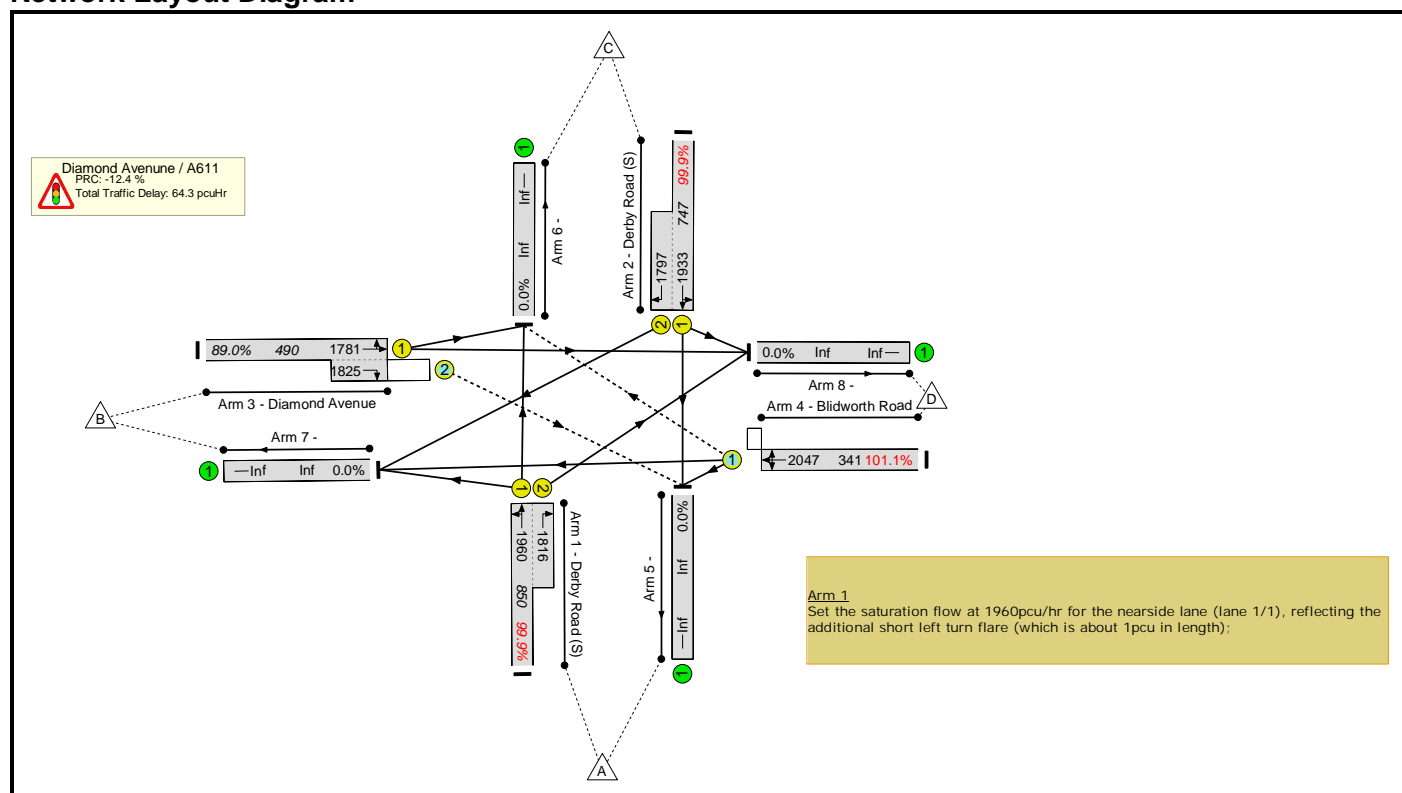 Network Layout Diagram
C
Diamond Avenune / A611
PRC: -12.4 %
Total Traffic Delay: 64.3 pcuHr
1
Inf
Inf
0.0%
Arm 6 -
Arm 2 - Derby Road (S)
99.9%
747
1797
1933
2
1
89.0% 490 1781
1
1825
2
Arm 3 - Diamond Avenue
B
Arm 7 -
1
Inf Inf 0.0%
0.0% Inf Inf
1
Arm 8 -
Arm 4 - Blidworth Road
D
1
2047 341 101.1%
1
2
1960
1816
850
99.9%
Arm 1 - Derby Road (S)
Arm 5 -
0.0%
Inf
Inf
1
A
Arm 1
Set the saturation flow at 1960pcu/hr for the nearside lane (lane 1/1), reflecting the
additional short left turn flare (which is about 1pcu in length);